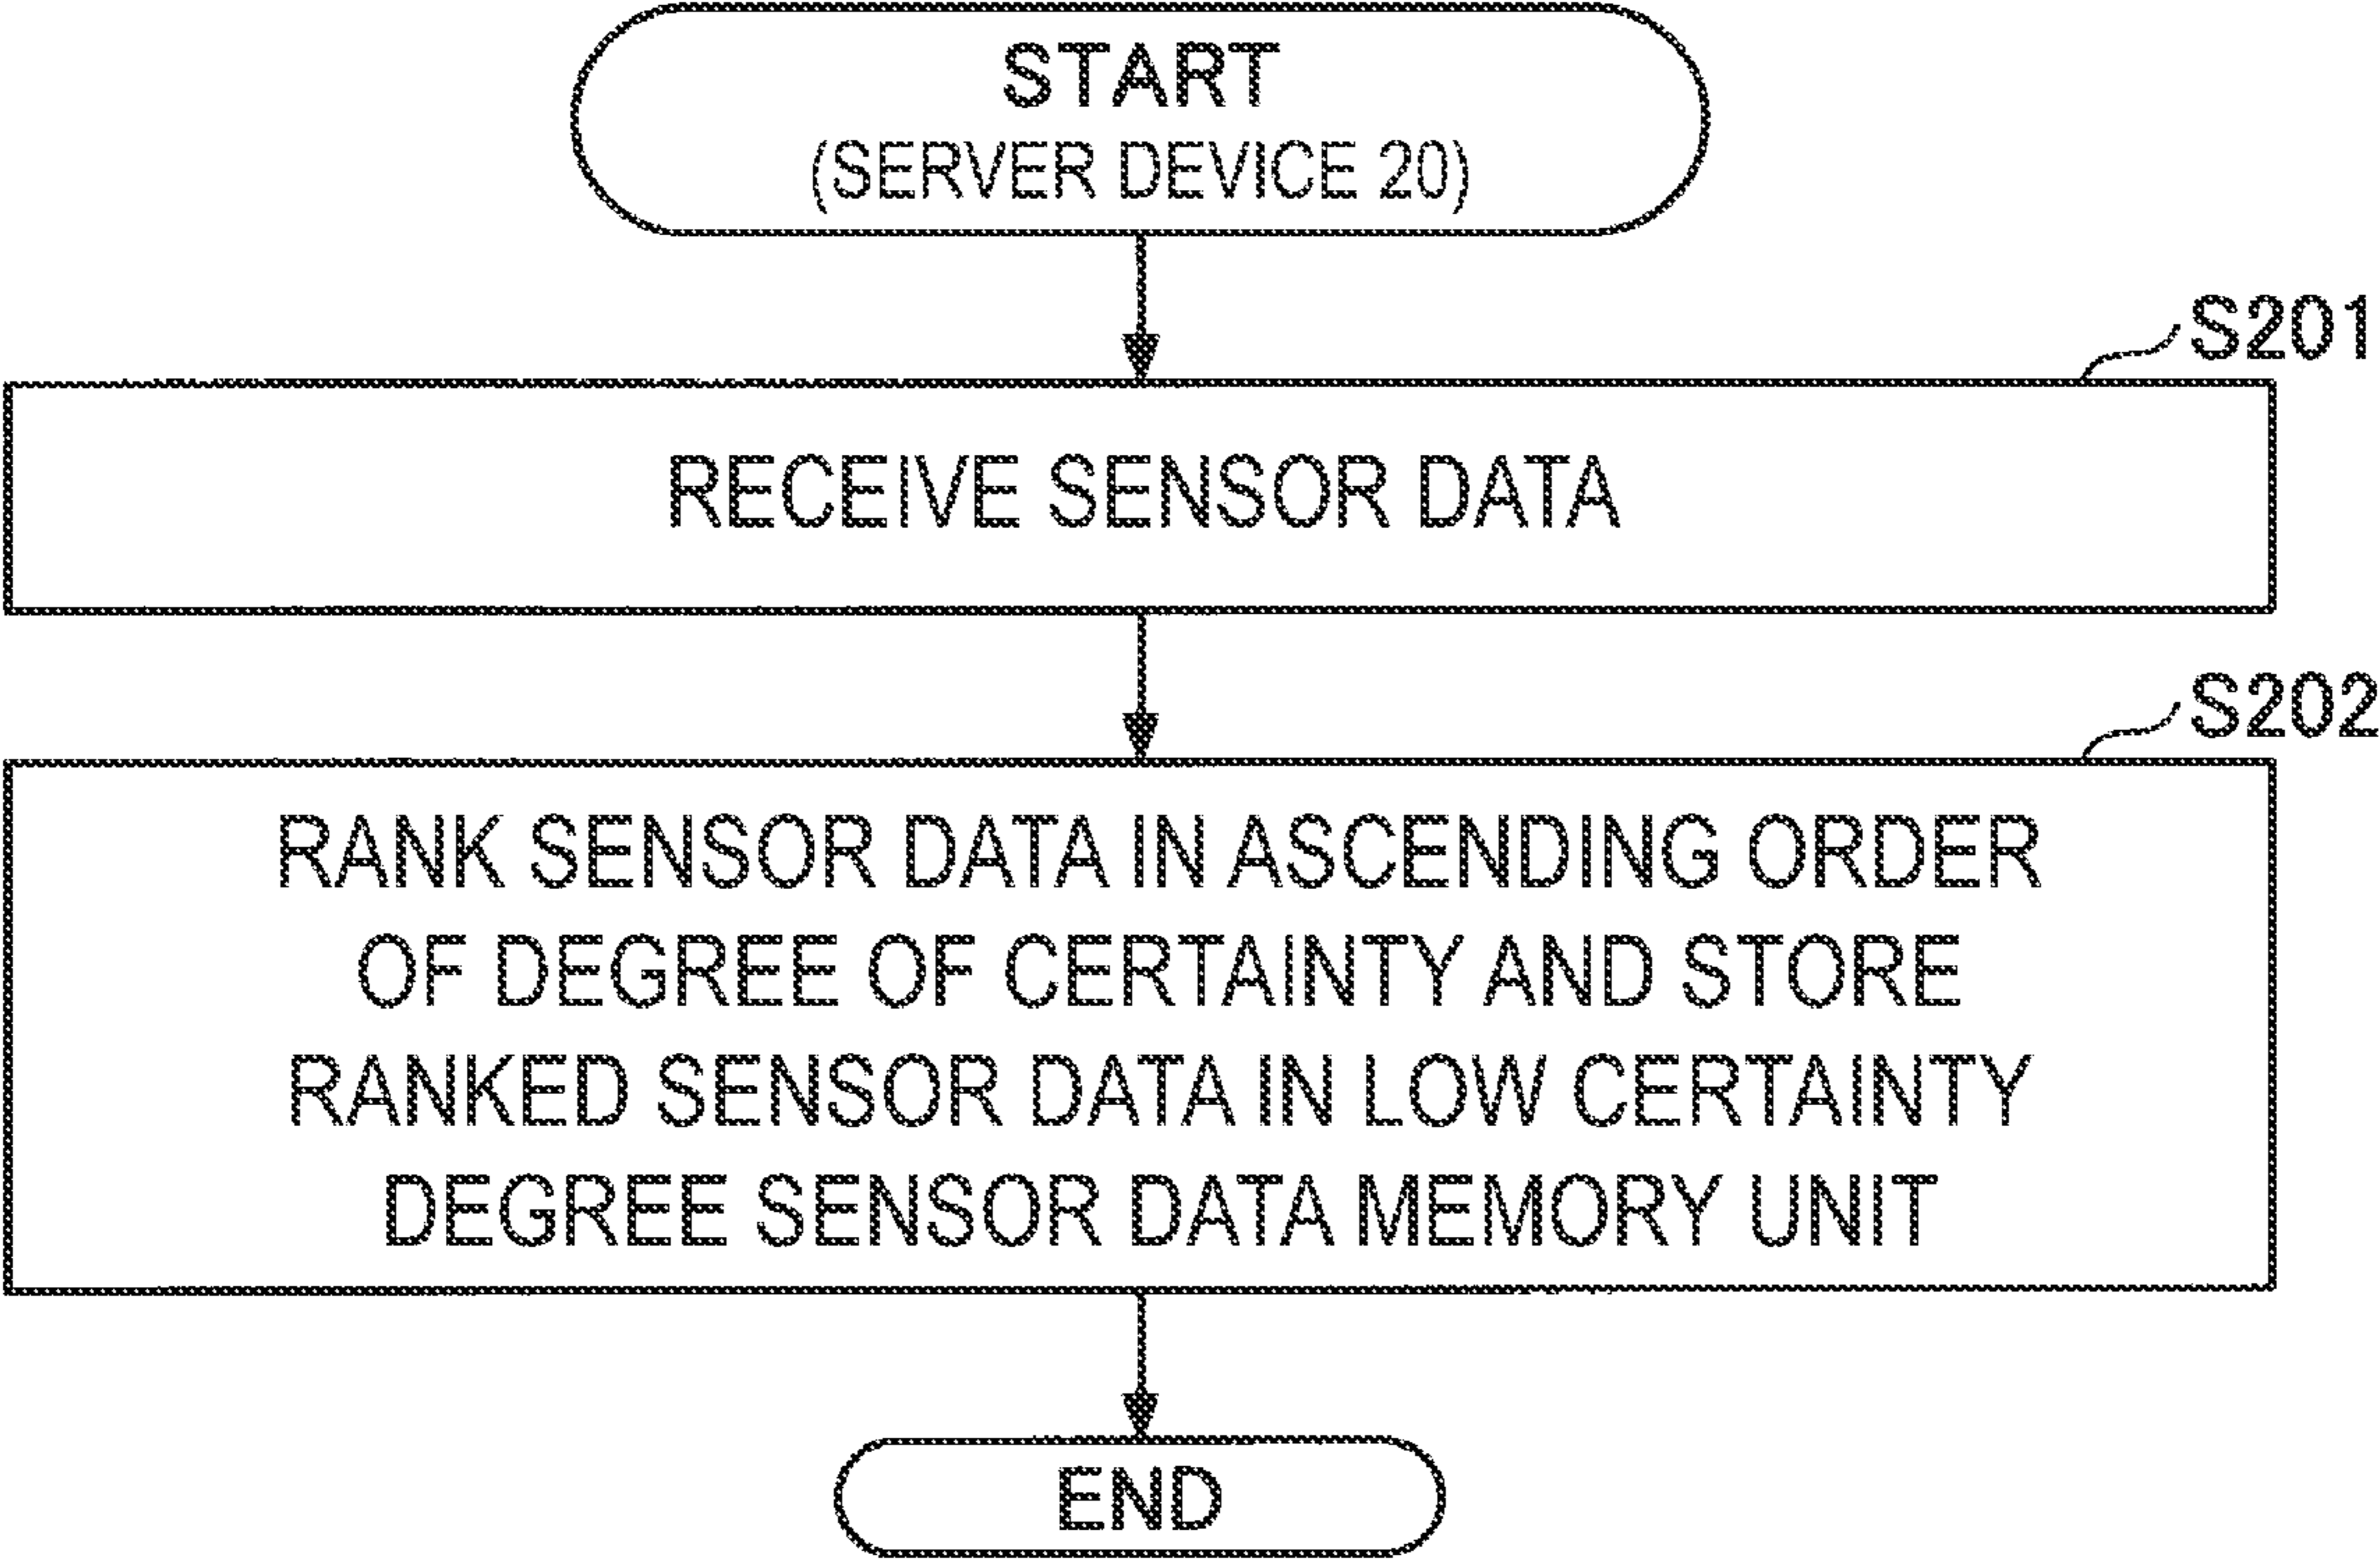 START
(SERVER DEVICE 20)
S201
RECEIVE SENSOR DATA
S202
RANK SENSOR DATA IN ASCENDING ORDER
OF DEGREE OF CERTAINTY AND STORE
RANKED SENSOR DATA IN LOW CERTAINTY
DEGREE SENSOR DATA MEMORY UNIT
END